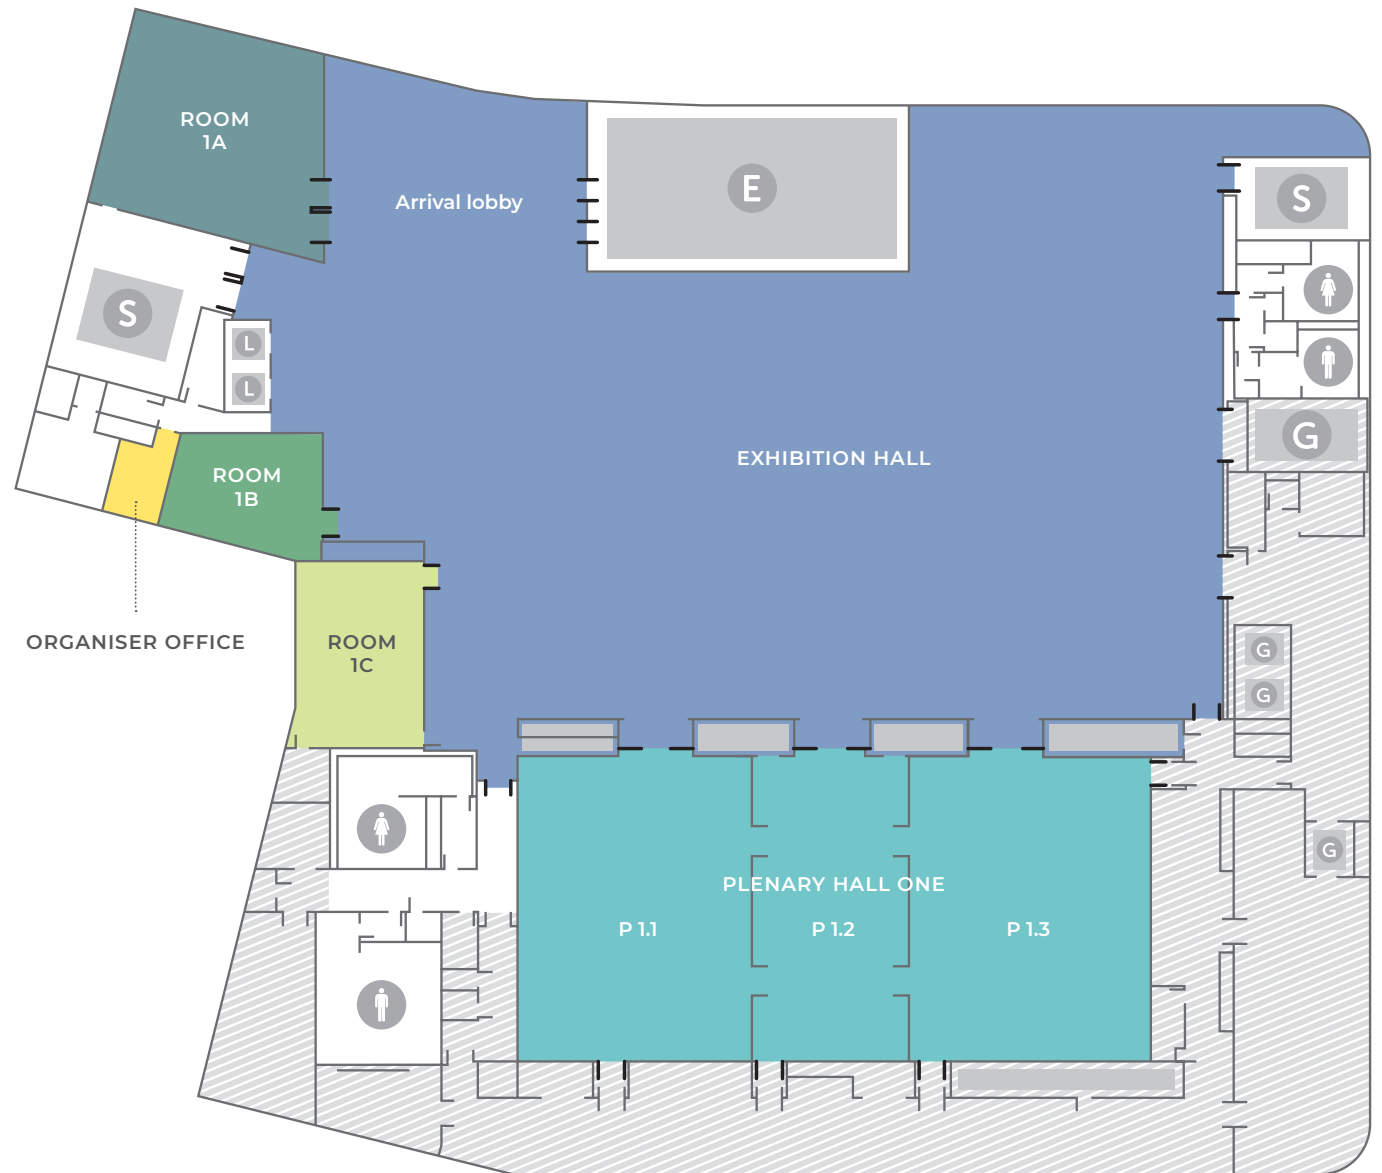 ROOM
1A
Arrival lobby
E
S
S
L
L
G
EXHIBITION HALL
ROOM
1B
ORGANISER OFFICE
ROOM
1C
G
G
G
PLENARY HALL ONE
P 1.1
P 1.2
P 1.3